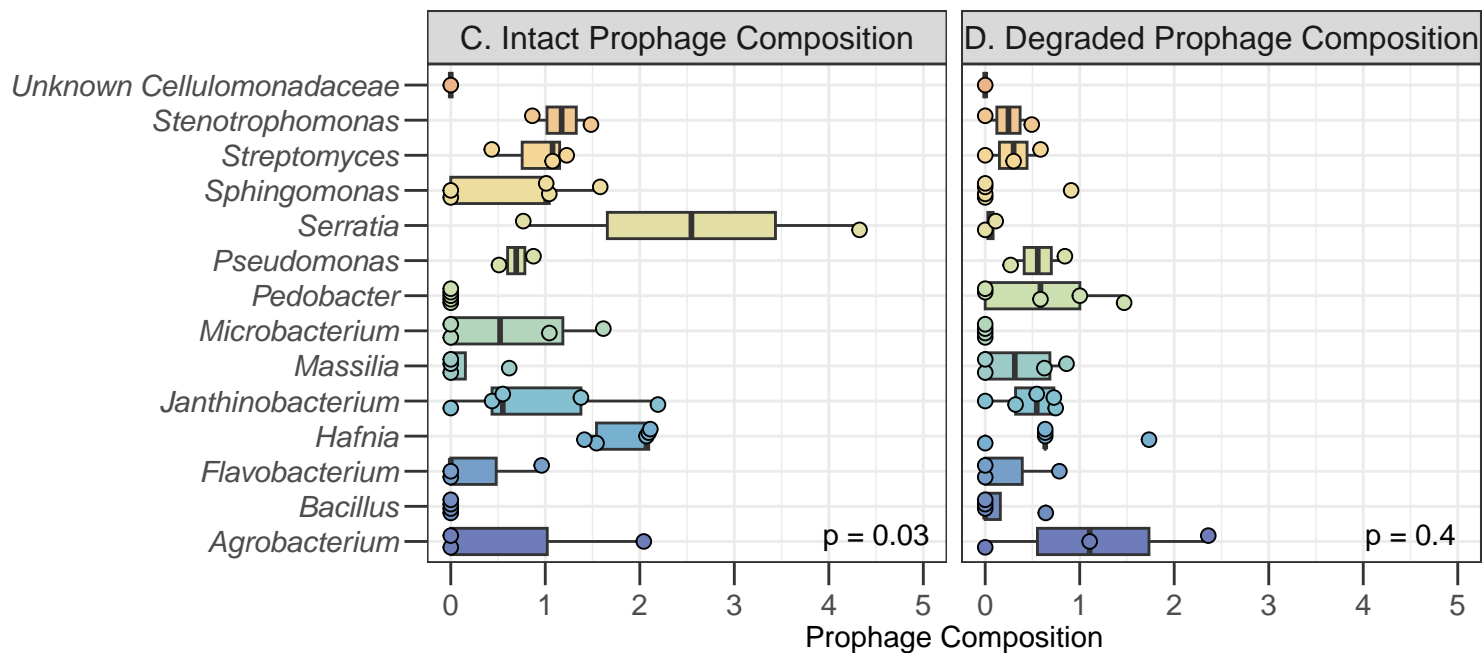 C. Intact Prophage Composition
D. Degraded Prophage Composition
Unknown Cellulomonadaceae
Stenotrophomonas
Streptomyces
Sphingomonas
Serratia
Pseudomonas
Pedobacter
Microbacterium
Massilia
Janthinobacterium
Hafnia
Flavobacterium
Bacillus
Agrobacterium
p = 0.03
p = 0.4
0 1 2 3 4 5
0 1 2 3 4 5
Prophage Composition